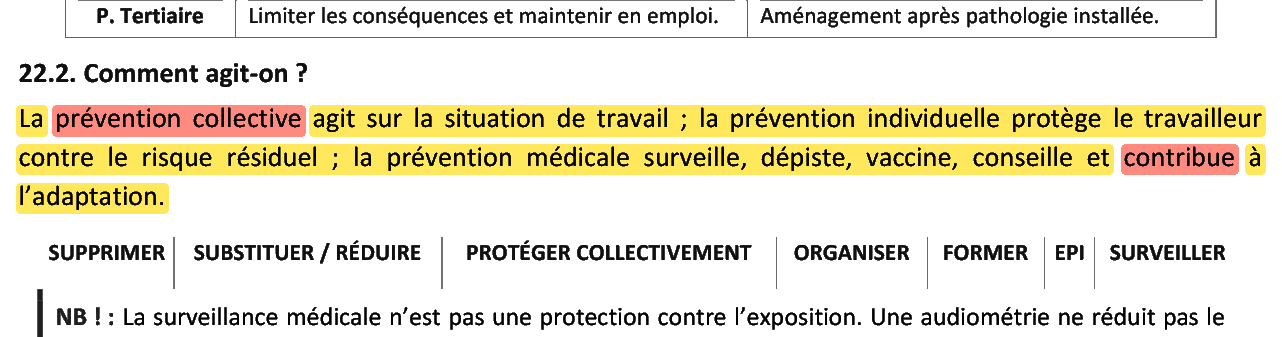 P. Tertiaire Limiter les conséquences et maintenir en emploi. Aménagement après pathologie installée.
22.2. Comment agit-on ?
La prévention collective agit sur la situation de travail ; la prévention individuelle protège le travailleur
contre le risque résiduel ; la prévention médicale surveille, dépiste, vaccine, conseille et contribue à
l’adaptation.
SUPPRIMER SUBSTITUER / RÉDUIRE PROTÉGER COLLECTIVEMENT ORGANISER FORMER EPI SURVEILLER
NB ! : La surveillance médicale n’est pas une protection contre l’exposition. Une audiométrie ne réduit pas le